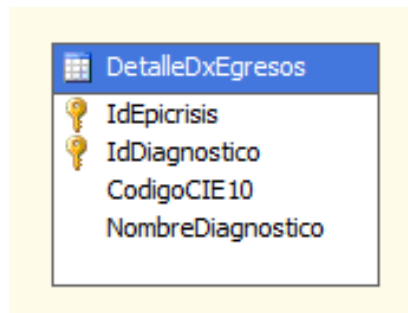 DetalleDxEgresos
IdEpicrisis
IdDiagnostico
CodigoCIE10
NombreDiagnostico